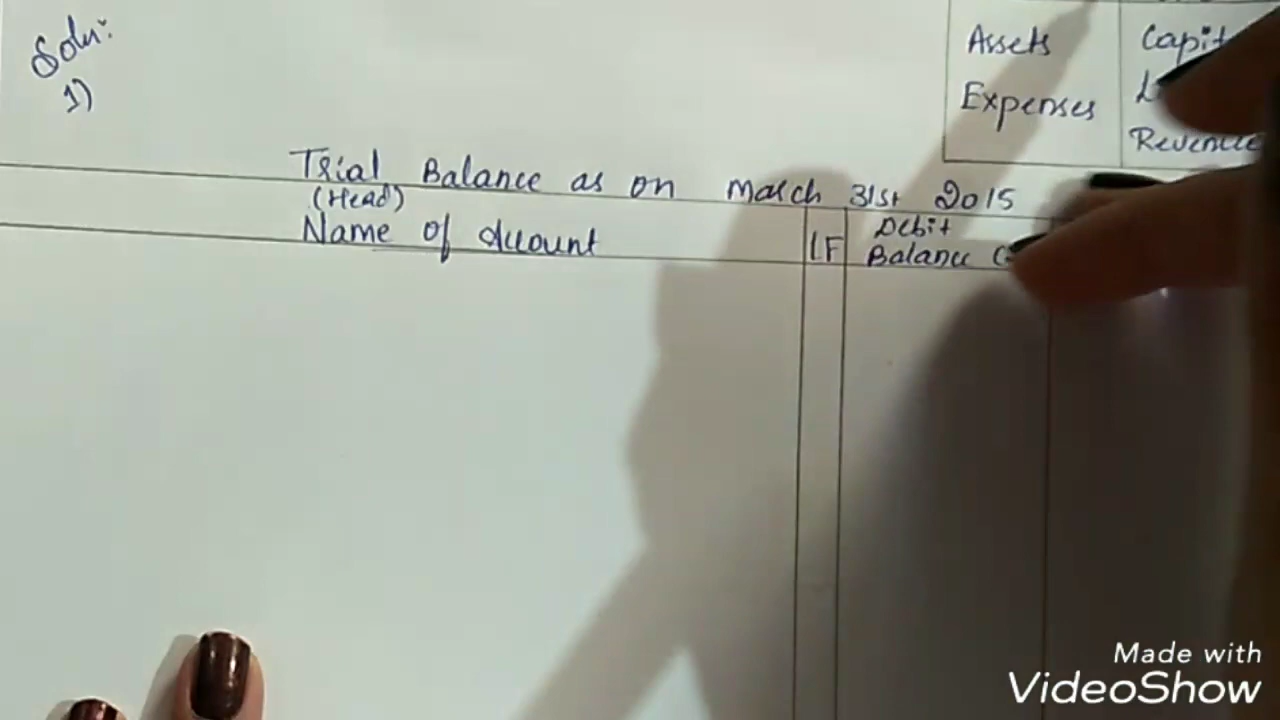 Soln:
1)
Assets
Expenses
Revenue
Trial Balance as on March 31st 2015
(Head)
Name of Account
LF
Debit
Balance
Made with
VideoShow